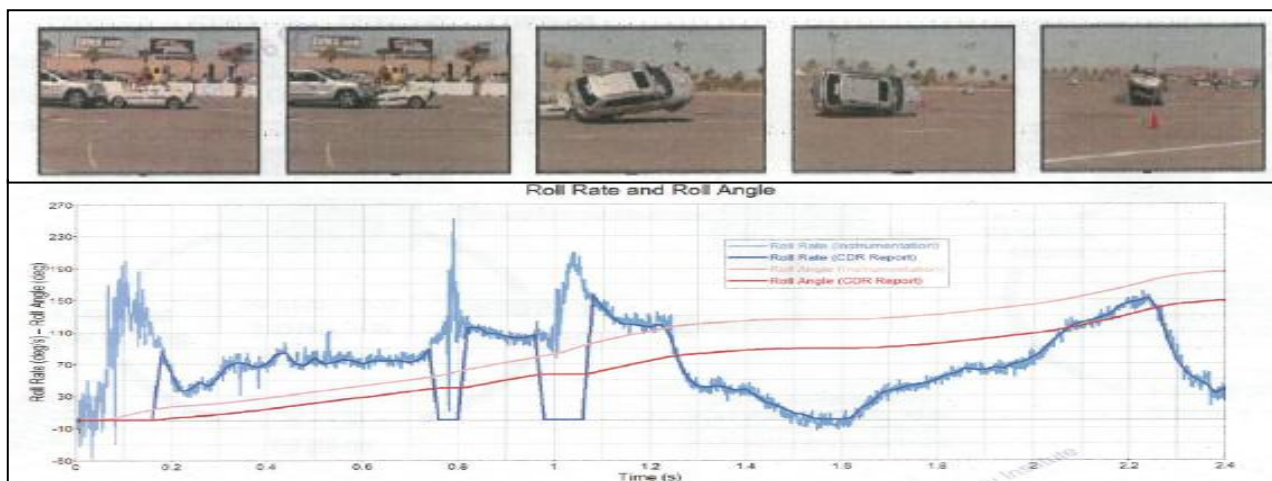 Roll Rate and Roll Angle
Roll Rate (deg/s) – Roll Angle (deg)
270
230
190
150
110
70
30
-10
-50
Roll Rate (Instrumentation)
Roll Rate (CDR Report)
Roll Angle (Instrumentation)
Roll Angle (CDR Report)
0 0.2 0.4 0.6 0.8 1 1.2 1.4 1.6 1.8 2 2.2 2.4
Time (s)
Institute